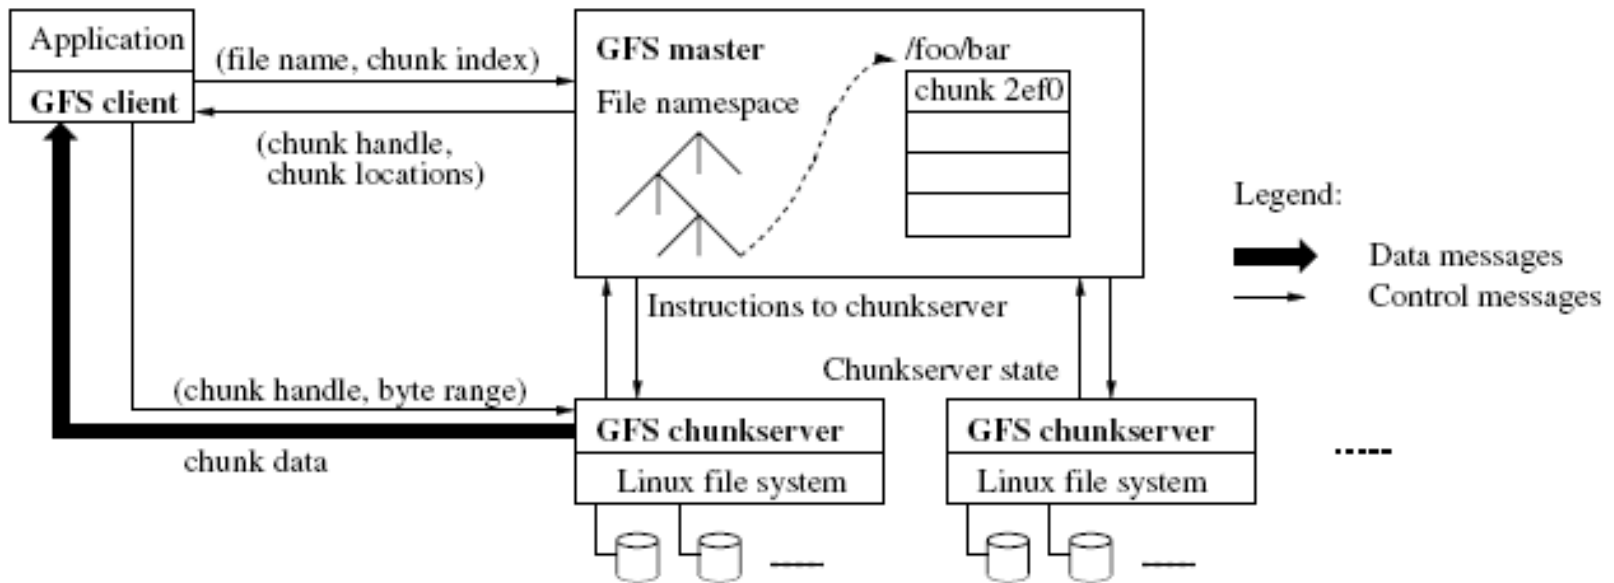 Application
GFS client
(file name, chunk index)
(chunk handle,
chunk locations)
GFS master
File namespace
/foo/bar
chunk 2ef0
Legend:
Data messages
Control messages
Instructions to chunkserver
Chunkserver state
(chunk handle, byte range)
chunk data
GFS chunkserver
Linux file system
GFS chunkserver
Linux file system